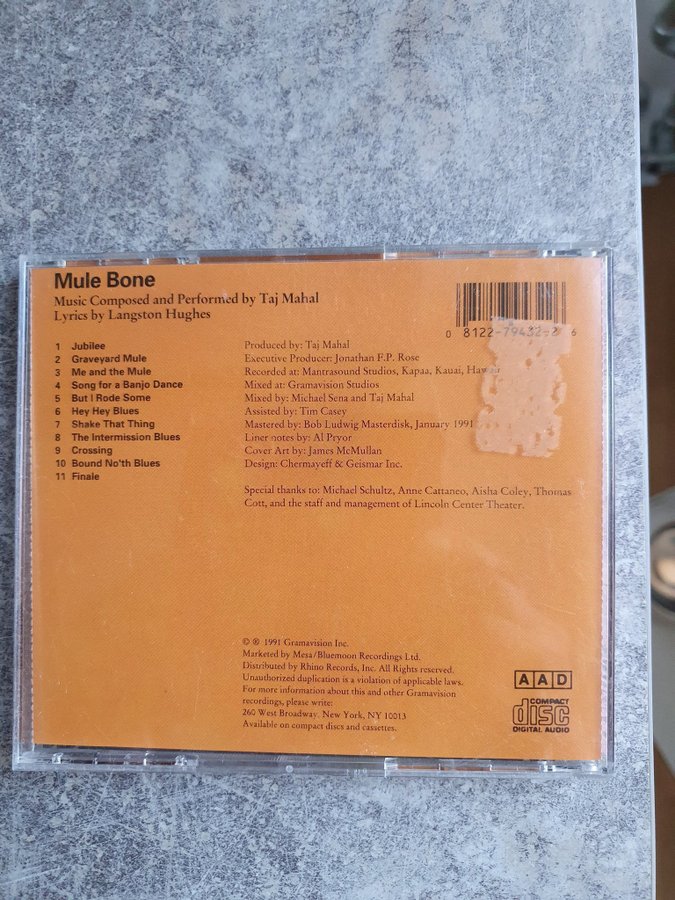 Mule Bone
Music Composed and Performed by Taj Mahal
Lyrics by Langston Hughes
0 8122-79432-2 6
1 Jubilee
2 Graveyard Mule
3 Me and the Mule
4 Song for a Banjo Dance
5 But I Rode Some
6 Hey Hey Blues
7 Shake That Thing
8 The Intermission Blues
9 Crossing
10 Bound No'th Blues
11 Finale
Produced by: Taj Mahal
Executive Producer: Jonathan F.P. Rose
Recorded at: Mantrasound Studios, Kapaa, Kauai, Hawaii
Mixed at: Gramavision Studios
Mixed by: Michael Sena and Taj Mahal
Assisted by: Tim Casey
Mastered by: Bob Ludwig Masterdisk, January 1991
Liner notes by: Al Pryor
Cover Art by: James McMullan
Design: Chermayeff & Geismar Inc.
Special thanks to: Michael Schultz, Anne Cattaneo, Aisha Coley, Thomas
Cott, and the staff and management of Lincoln Center Theater.
© ℗ 1991 Gramavision Inc.
Marketed by Mesa/Bluemoon Recordings Ltd.
Distributed by Rhino Records, Inc. All Rights reserved.
Unauthorized duplication is a violation of applicable laws.
For more information about this and other Gramavision
recordings, please write:
260 West Broadway. New York, NY 10013
Available on compact discs and cassettes.
AAD
COMPACT
disc
DIGITAL AUDIO